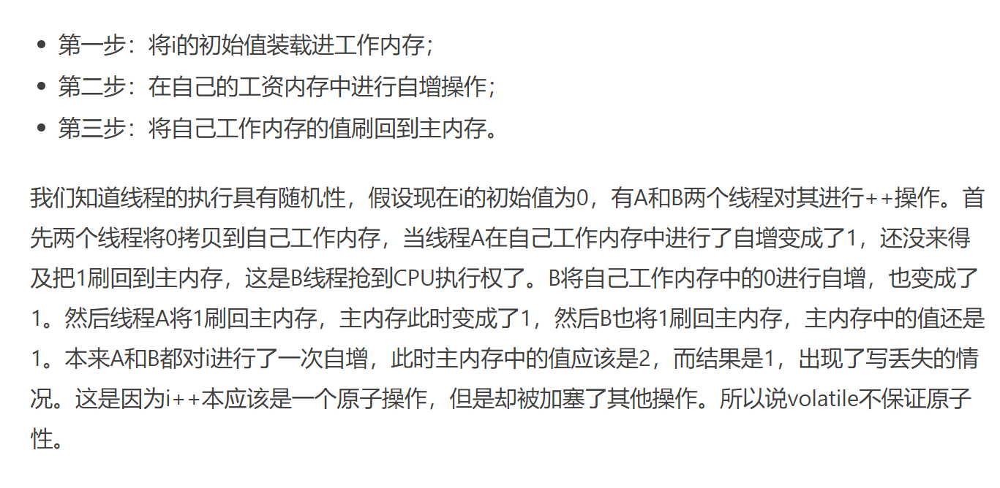 • 第一步：将i的初始值装载进工作内存；
• 第二步：在自己的工资内存中进行自增操作；
• 第三步：将自己工作内存的值刷回到主内存。
我们知道线程的执行具有随机性，假设现在i的初始值为0，有A和B两个线程对其进行++操作。首
先两个线程将0拷贝到自己工作内存，当线程A在自己工作内存中进行了自增变成了1，还没来得
及把1刷回到主内存，这是B线程抢到CPU执行权了。B将自己工作内存中的0进行自增，也变成了
1。然后线程A将1刷回主内存，主内存此时变成了1，然后B也将1刷回主内存，主内存中的值还是
1。本来A和B都对i进行了一次自增，此时主内存中的值应该是2，而结果是1，出现了写丢失的情
况。这是因为i++本应该是一个原子操作，但是却被加塞了其他操作。所以说volatile不保证原子
性。